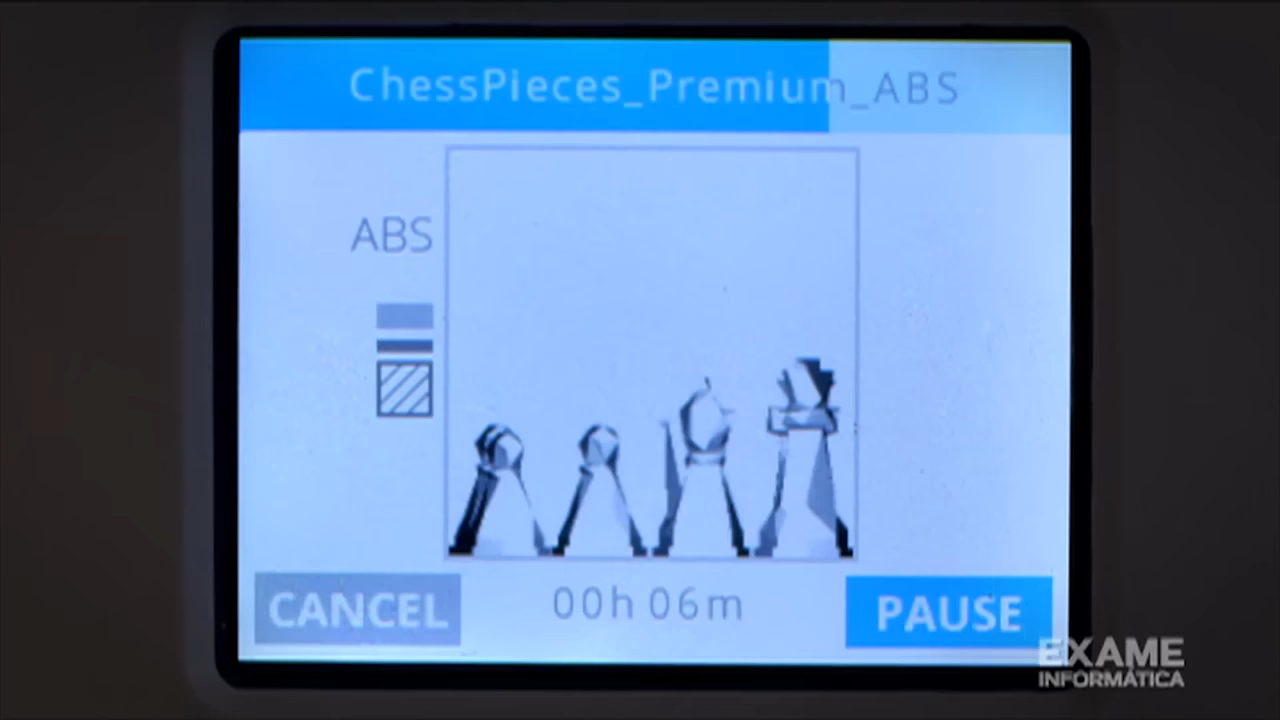 ChessPieces_Premium_ABS
ABS
CANCEL
00h 06m
PAUSE
EXAME
INFORMÁTICA